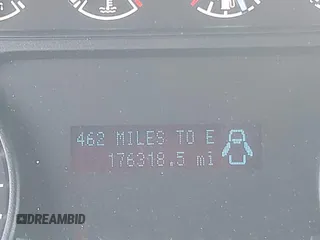 462 MILES TO E
176318.5 mi
DREAMBID